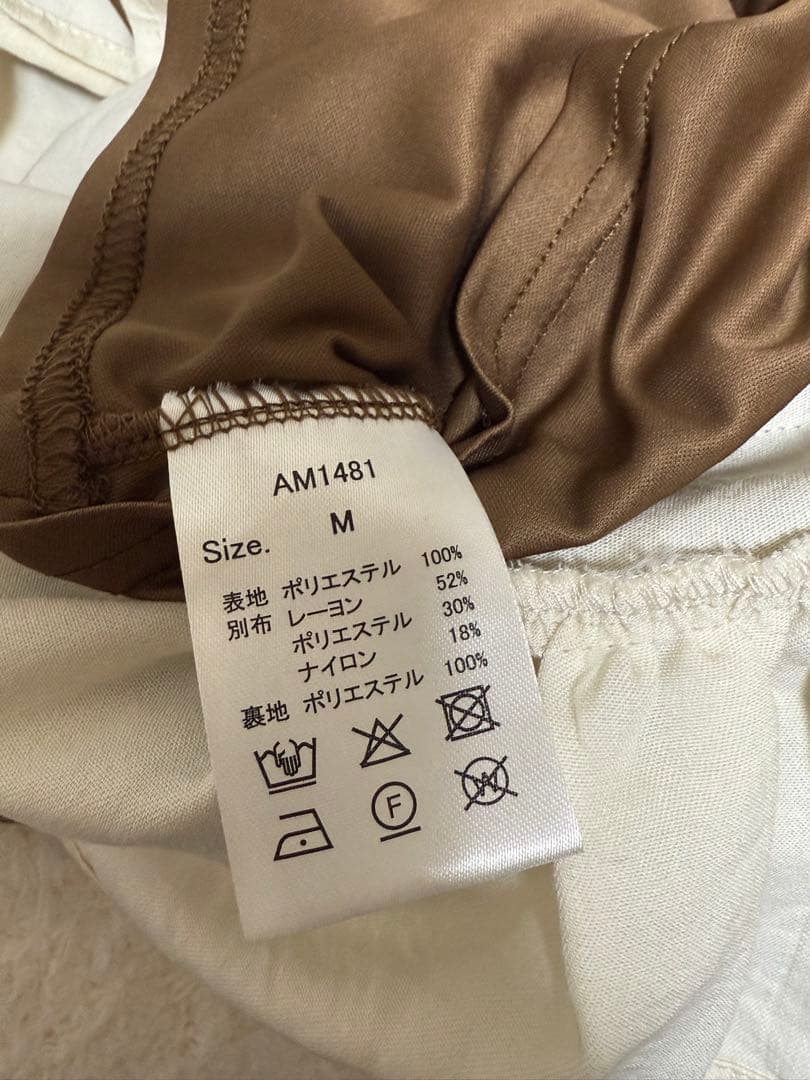 AM1481
Size. M
表地 ポリエステル 100%
別布 レーヨン 52%
ポリエステル 30%
ナイロン 18%
裏地 ポリエステル 100%
F
W